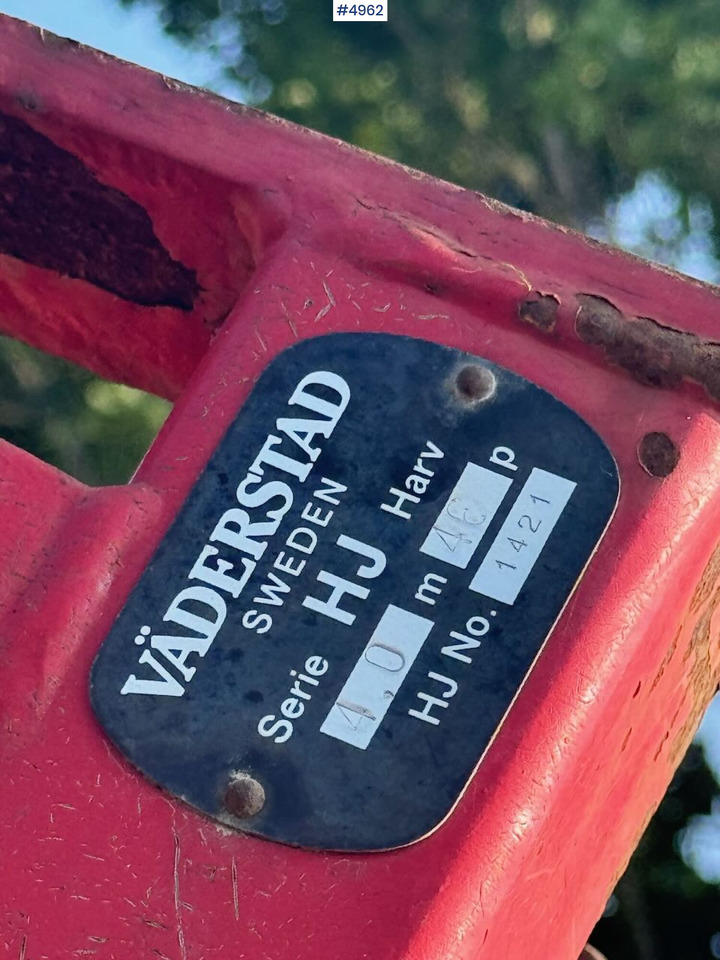 #4962
VÄDERSTAD
SWEDEN
Serie HJ Harv
4,0 m 46 p
HJ No. 1421